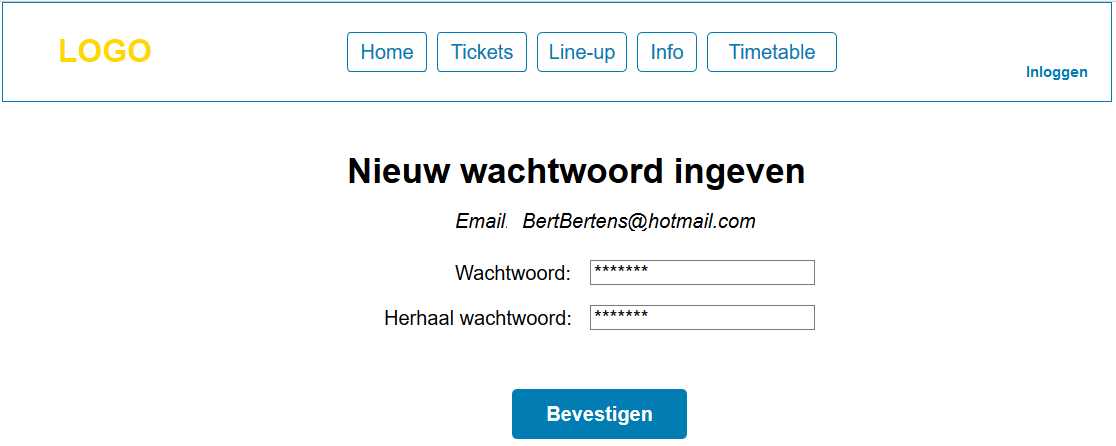 LOGO
Home Tickets Line-up Info Timetable
Inloggen
Nieuw wachtwoord ingeven
Email. BertBertens@hotmail.com
Wachtwoord: *******
Herhaal wachtwoord: *******
Bevestigen